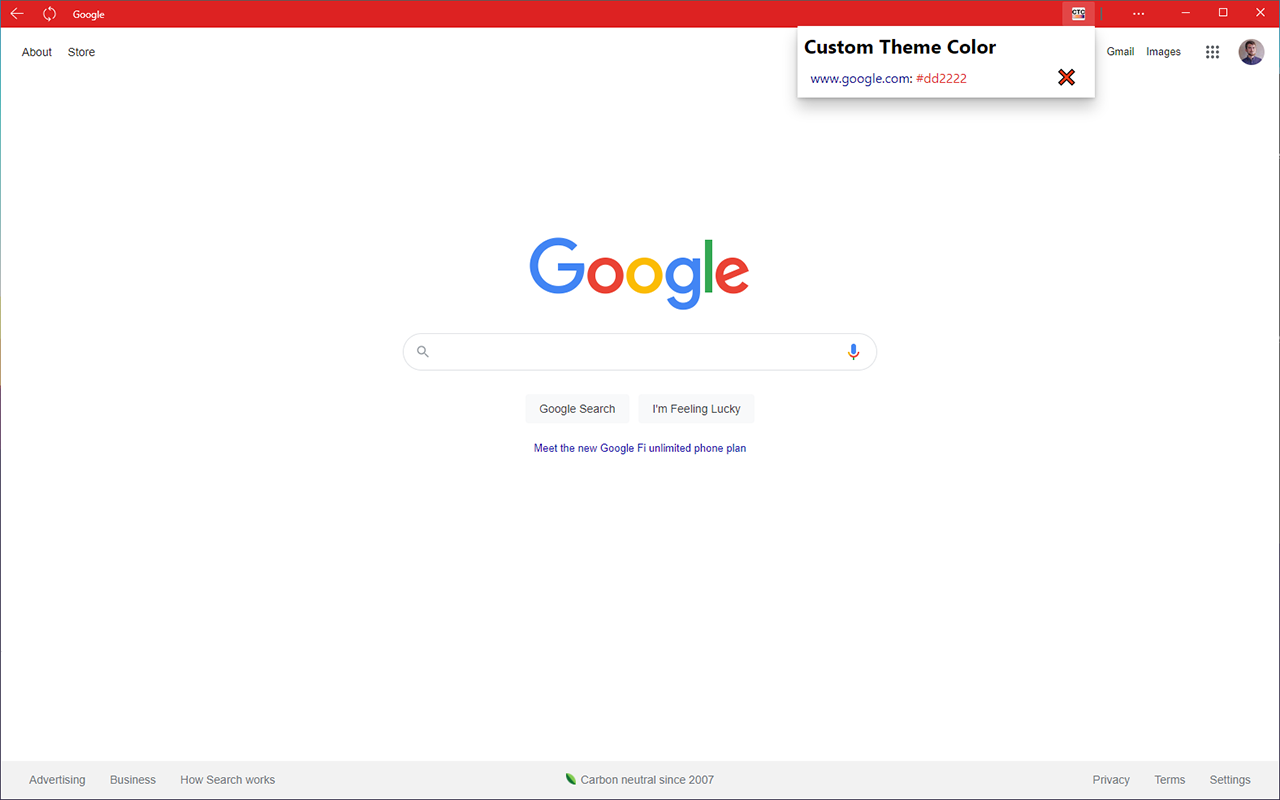 Google
CTC
Custom Theme Color
www.google.com: #dd2222
About Store
Gmail Images
Google
Google Search I'm Feeling Lucky
Meet the new Google Fi unlimited phone plan
Advertising Business How Search works
Carbon neutral since 2007
Privacy Terms Settings